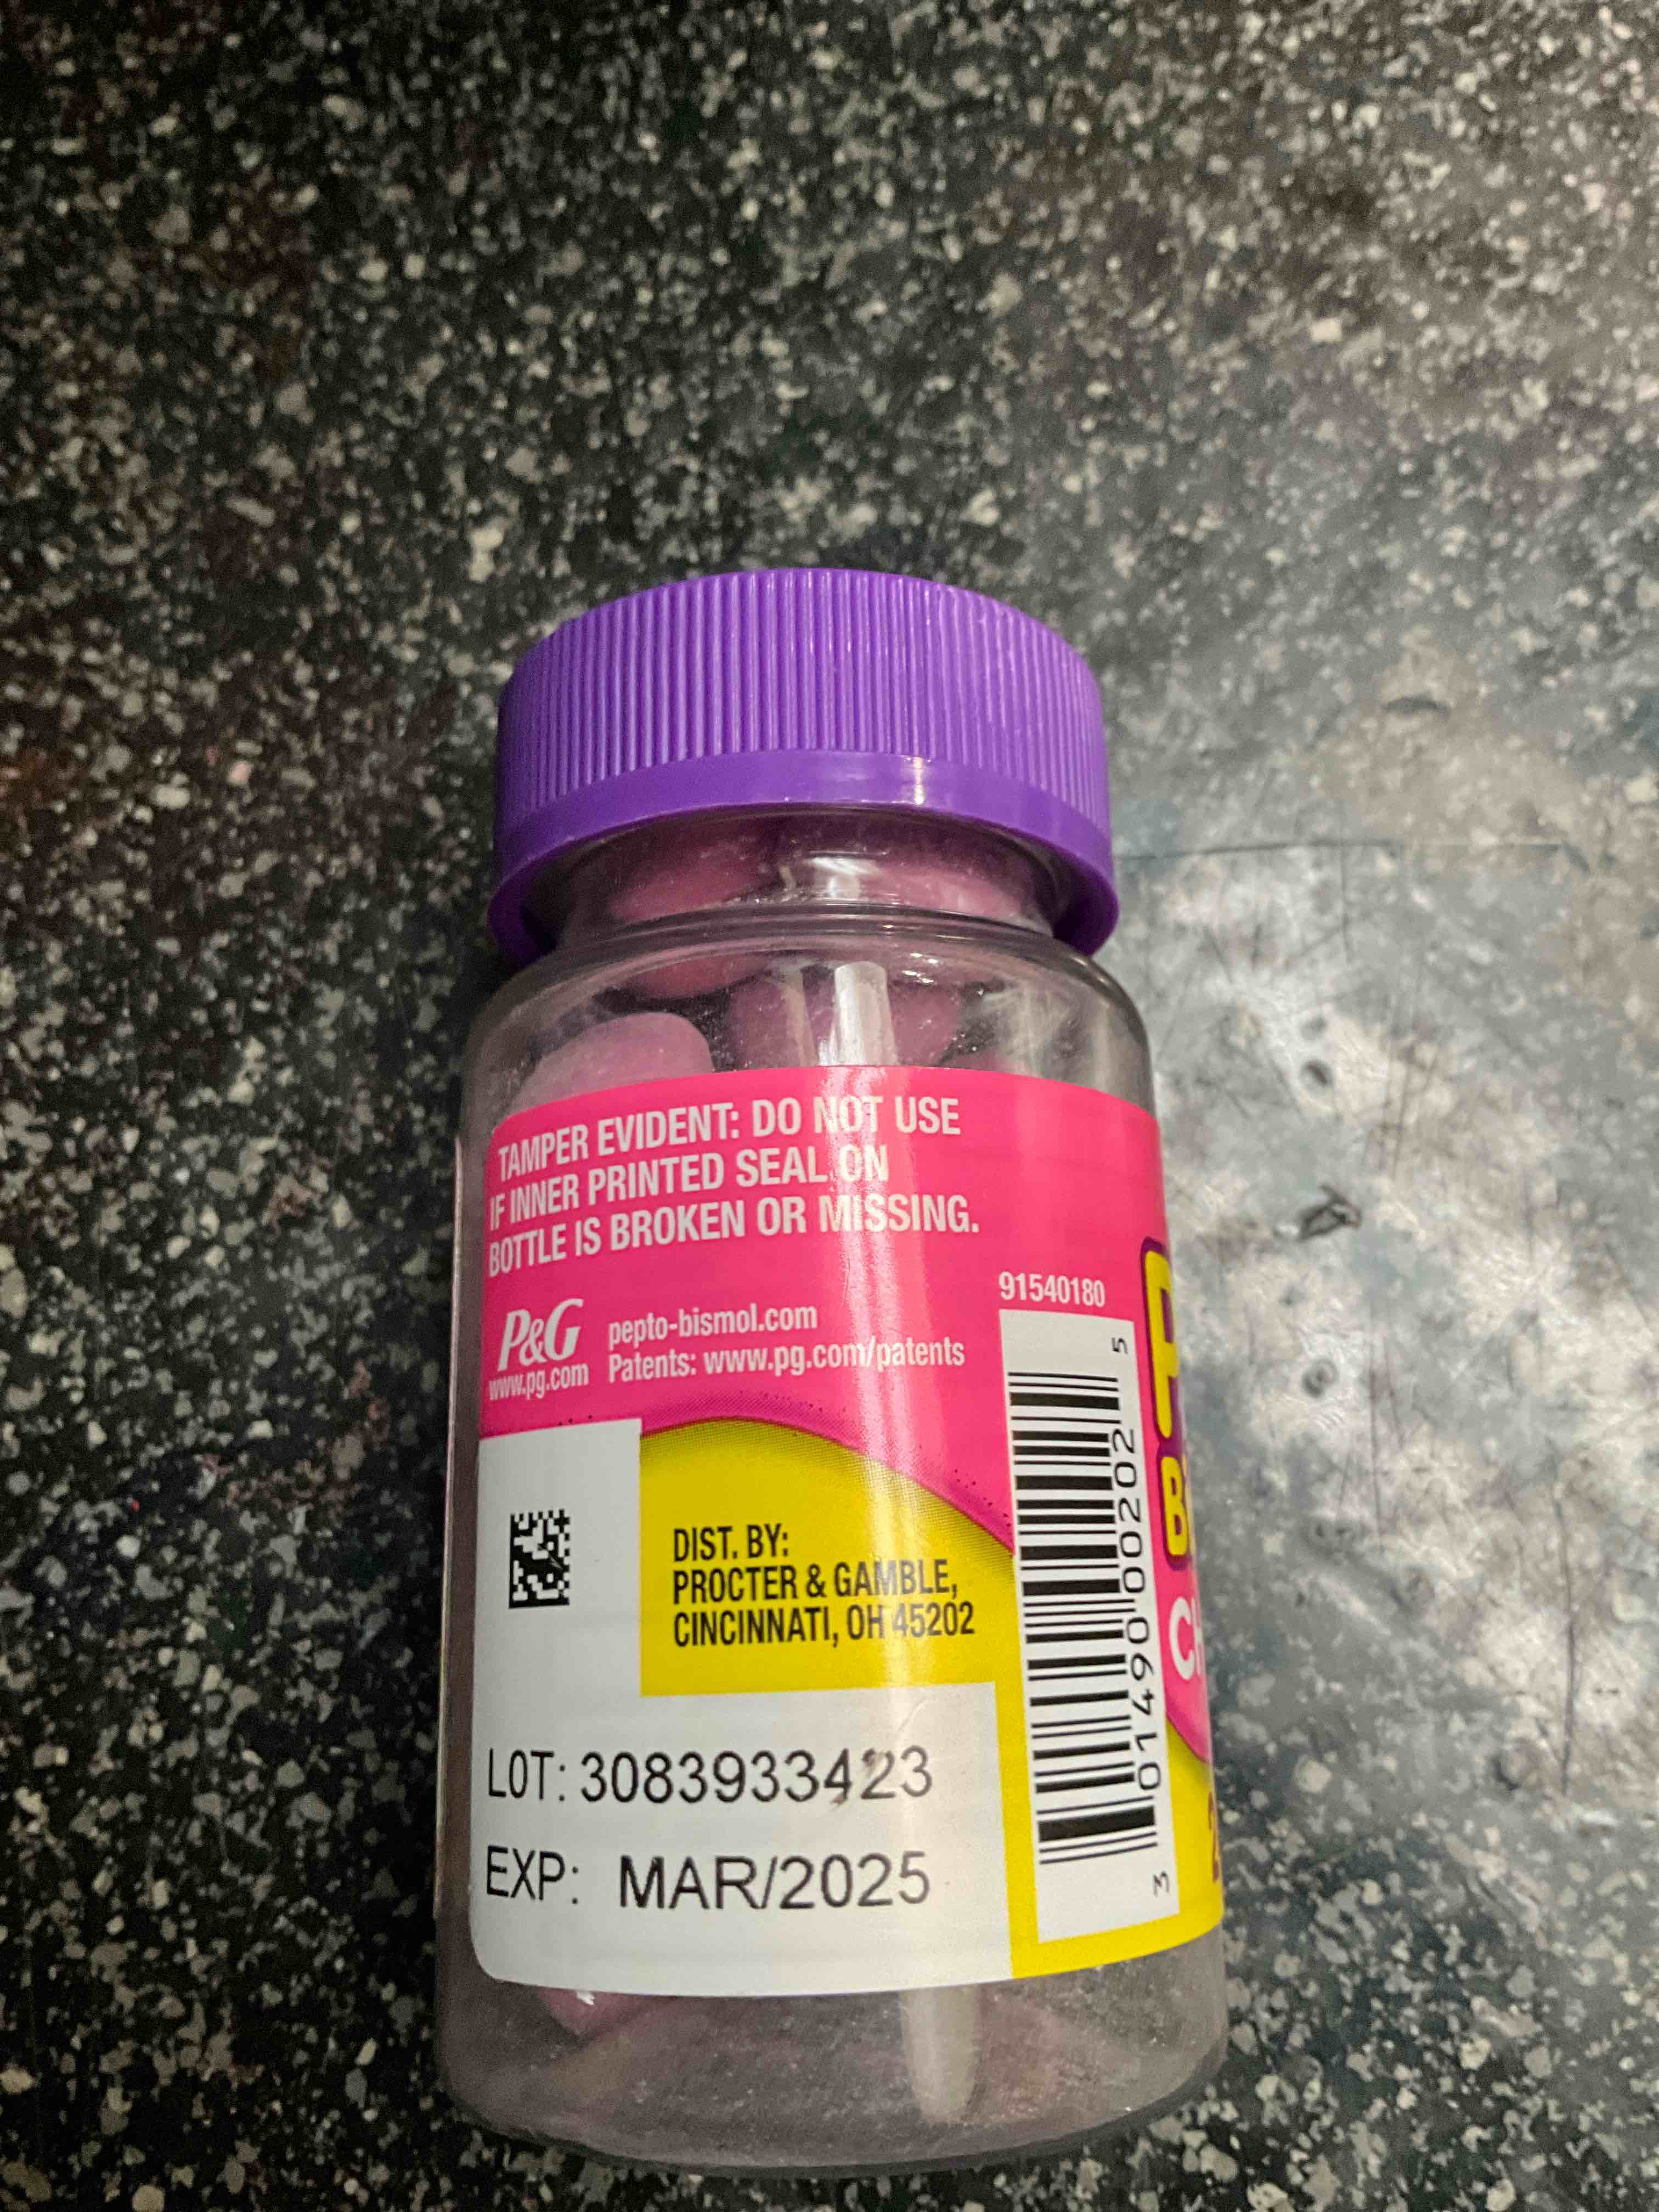 TAMPER EVIDENT: DO NOT USE
IF INNER PRINTED SEAL ON
BOTTLE IS BROKEN OR MISSING.
P&G
www.pg.com
pepto-bismol.com
Patents: www.pg.com/patents
91540180
3 01490 00202 5
DIST. BY:
PROCTER & GAMBLE,
CINCINNATI, OH 45202
LOT: 3083933423
EXP: MAR/2025